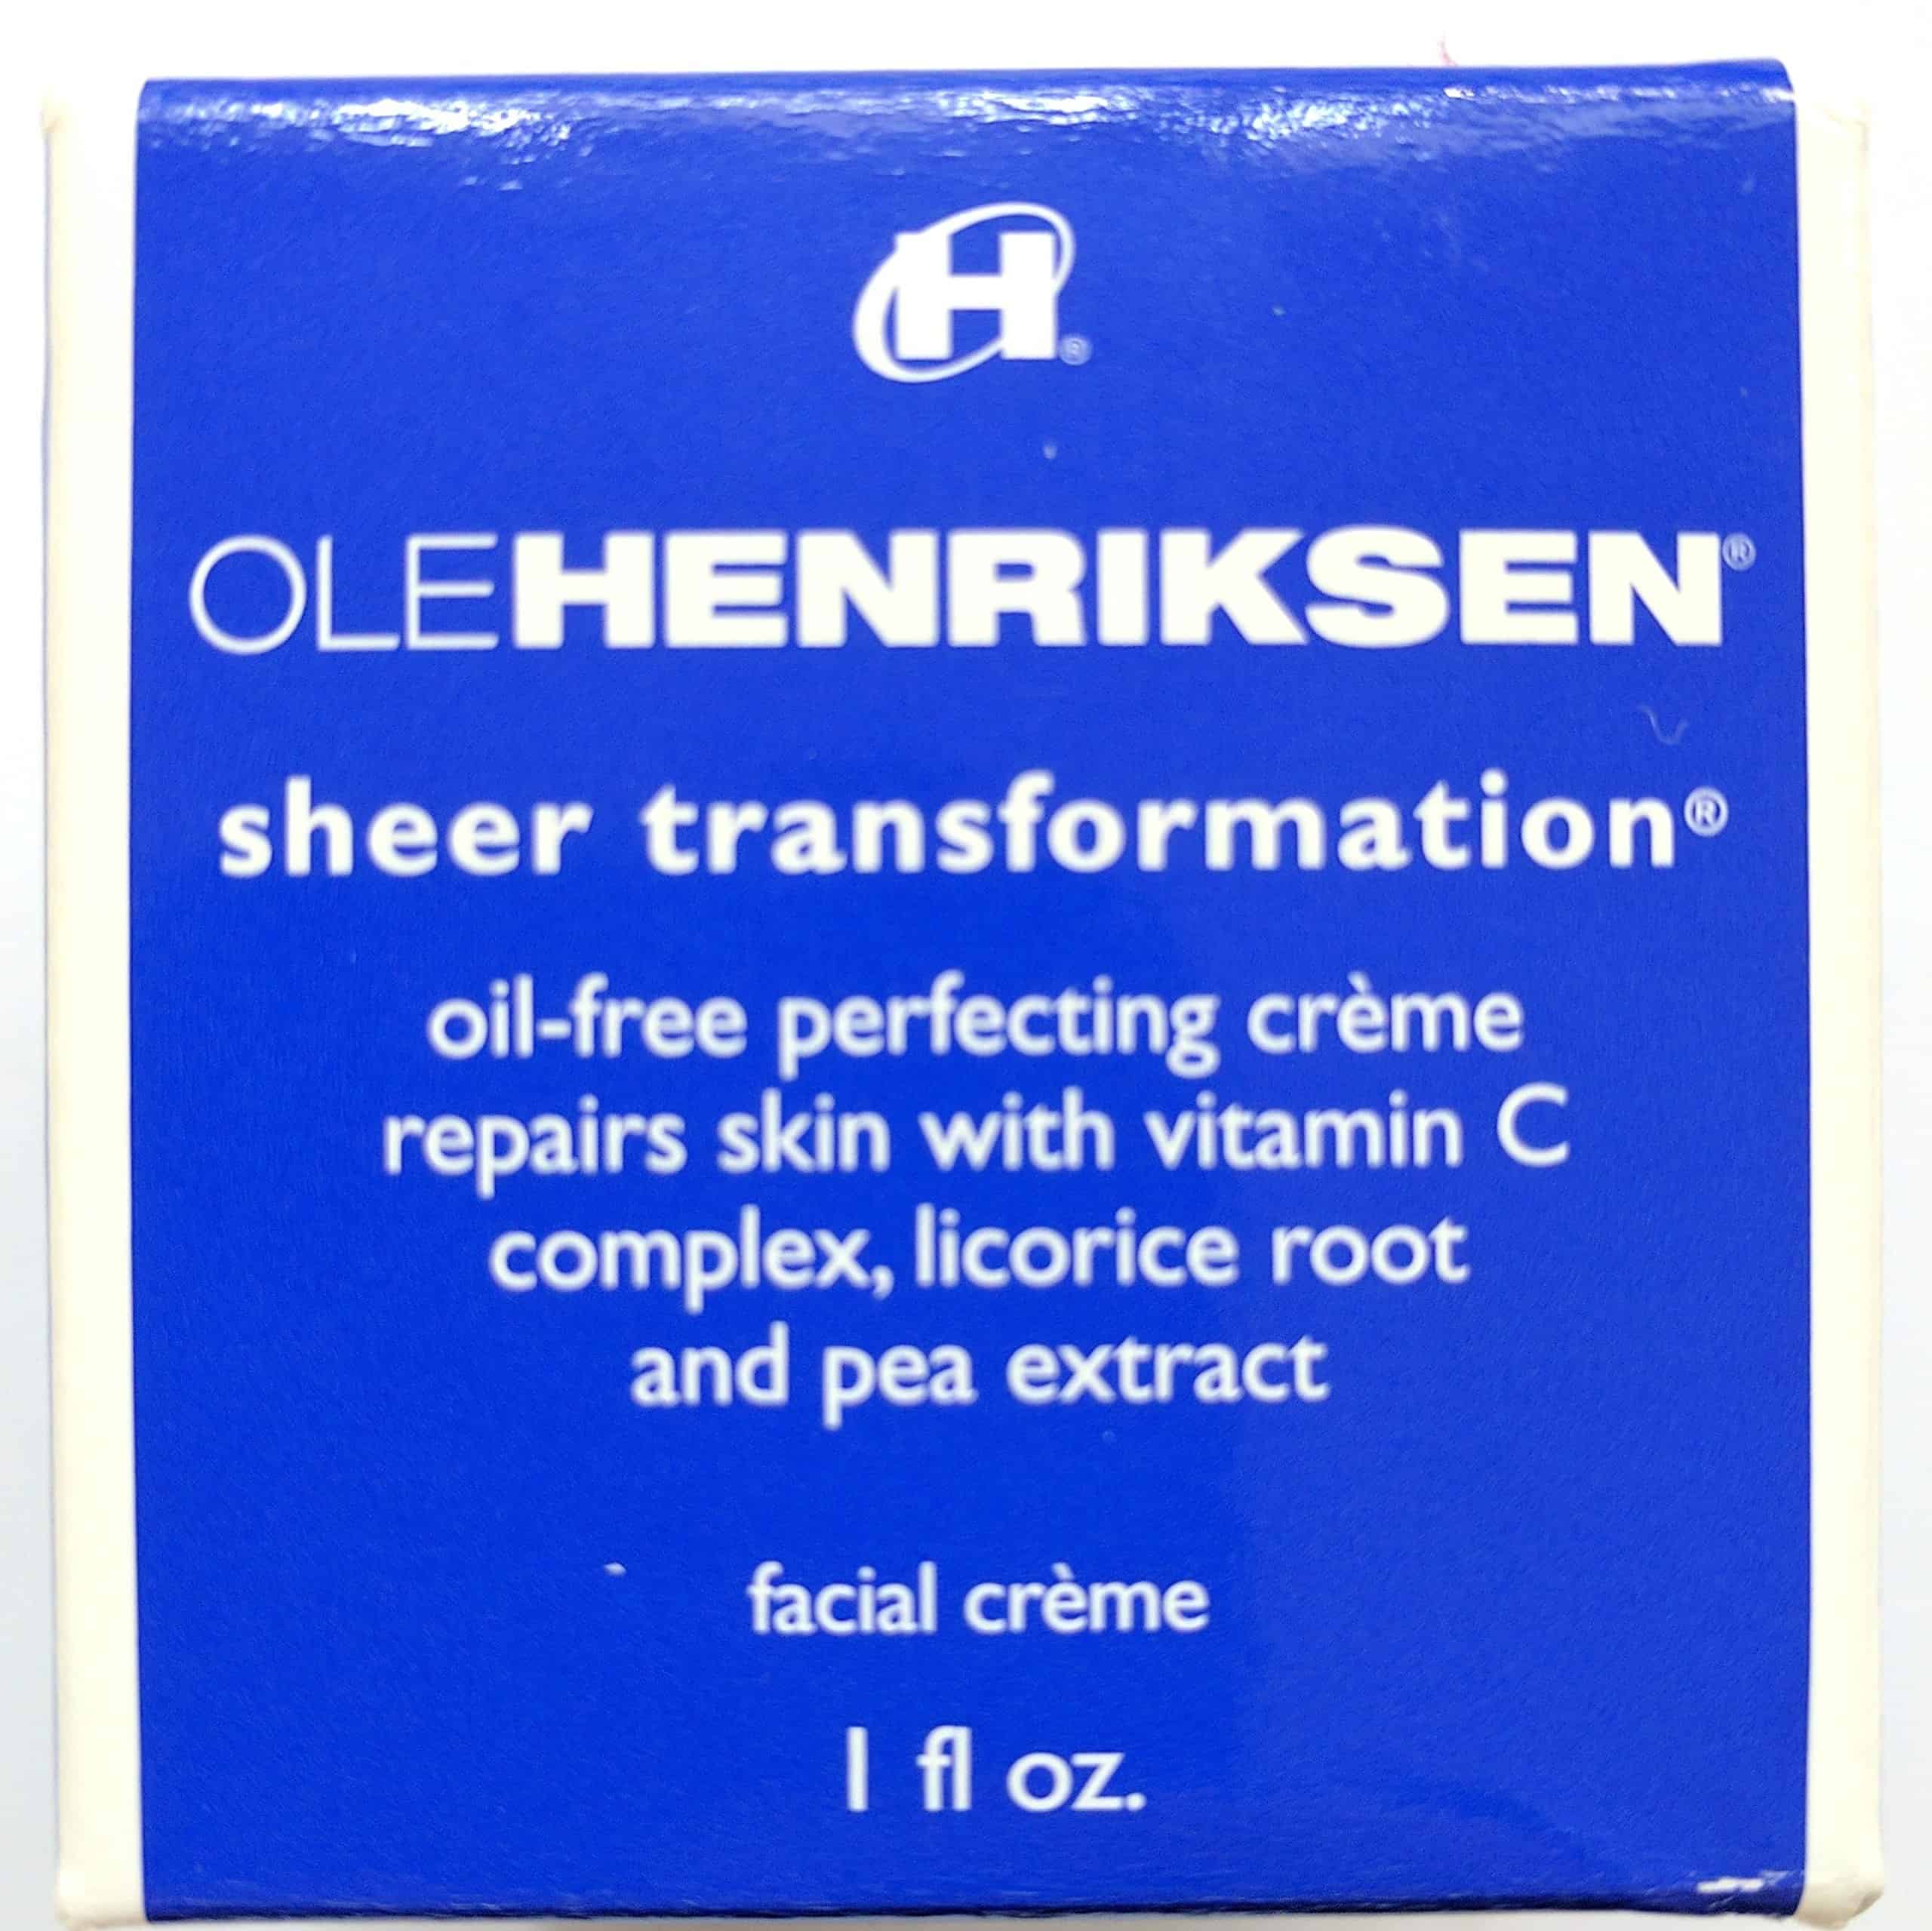 H®
OLEHENRIKSEN®
sheer transformation®
oil-free perfecting crème
repairs skin with vitamin C
complex, licorice root
and pea extract
facial crème
1 fl oz.